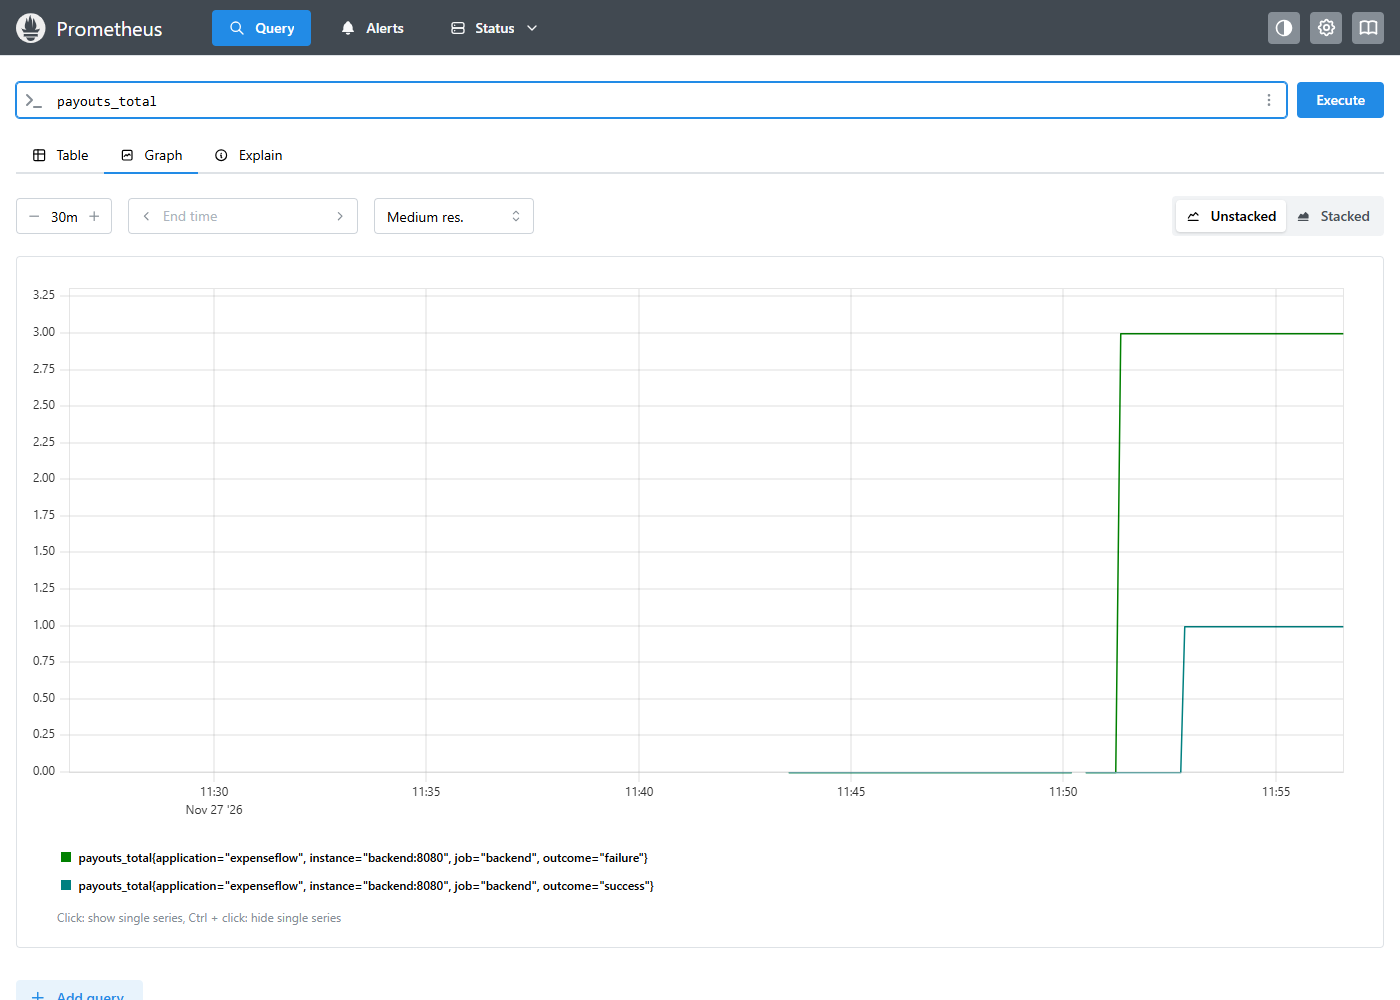 Prometheus Query Alerts Status
>_ payouts_total Execute
Table Graph Explain
30m End time Medium res. Unstacked Stacked
3.25
3.00
2.75
2.50
2.25
2.00
1.75
1.50
1.25
1.00
0.75
0.50
0.25
0.00
11:30 11:35 11:40 11:45 11:50 11:55
Nov 27 '26
payouts_total{application="expenseflow", instance="backend:8080", job="backend", outcome="failure"}
payouts_total{application="expenseflow", instance="backend:8080", job="backend", outcome="success"}
Click: show single series, Ctrl + click: hide single series
Add query